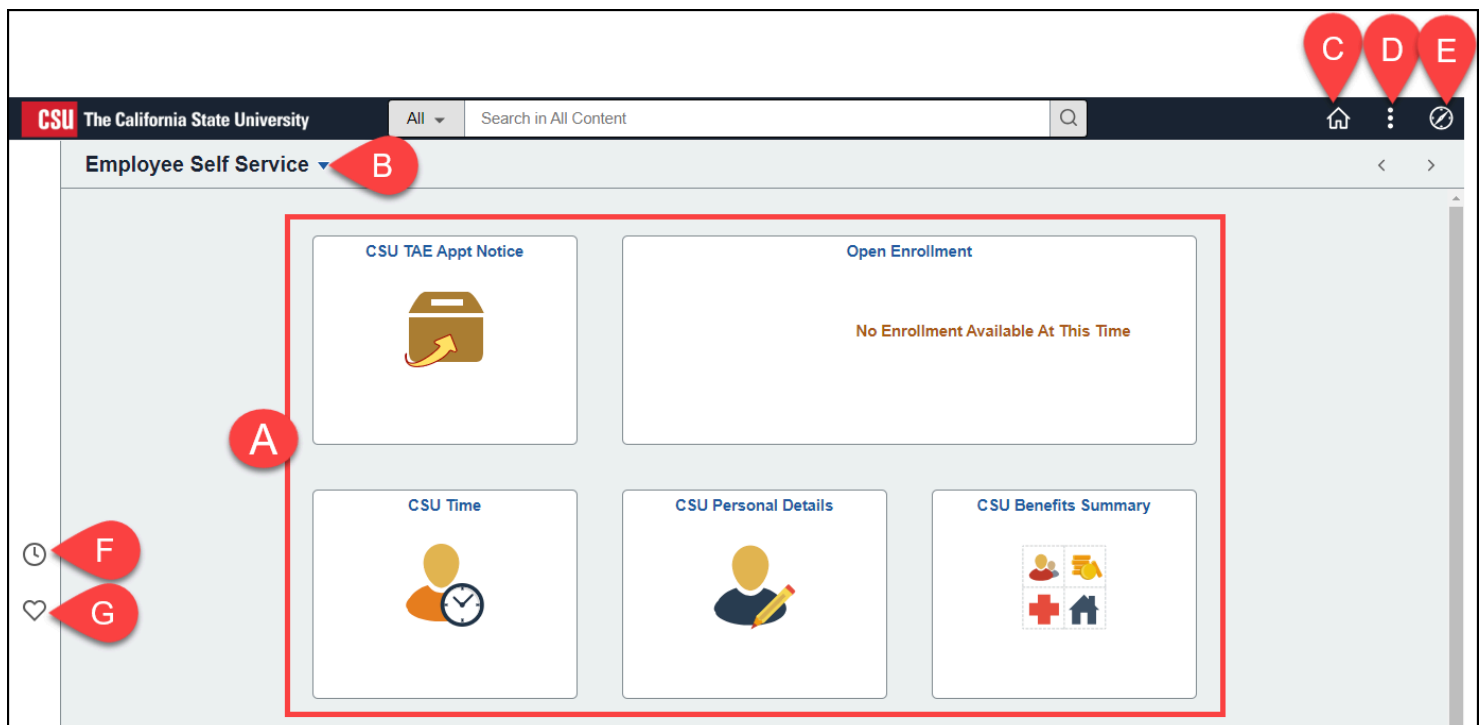 C D E
CSU The California State University All Search in All Content
Employee Self Service B
CSU TAE Appt Notice Open Enrollment
No Enrollment Available At This Time
A
CSU Time CSU Personal Details CSU Benefits Summary
F
G